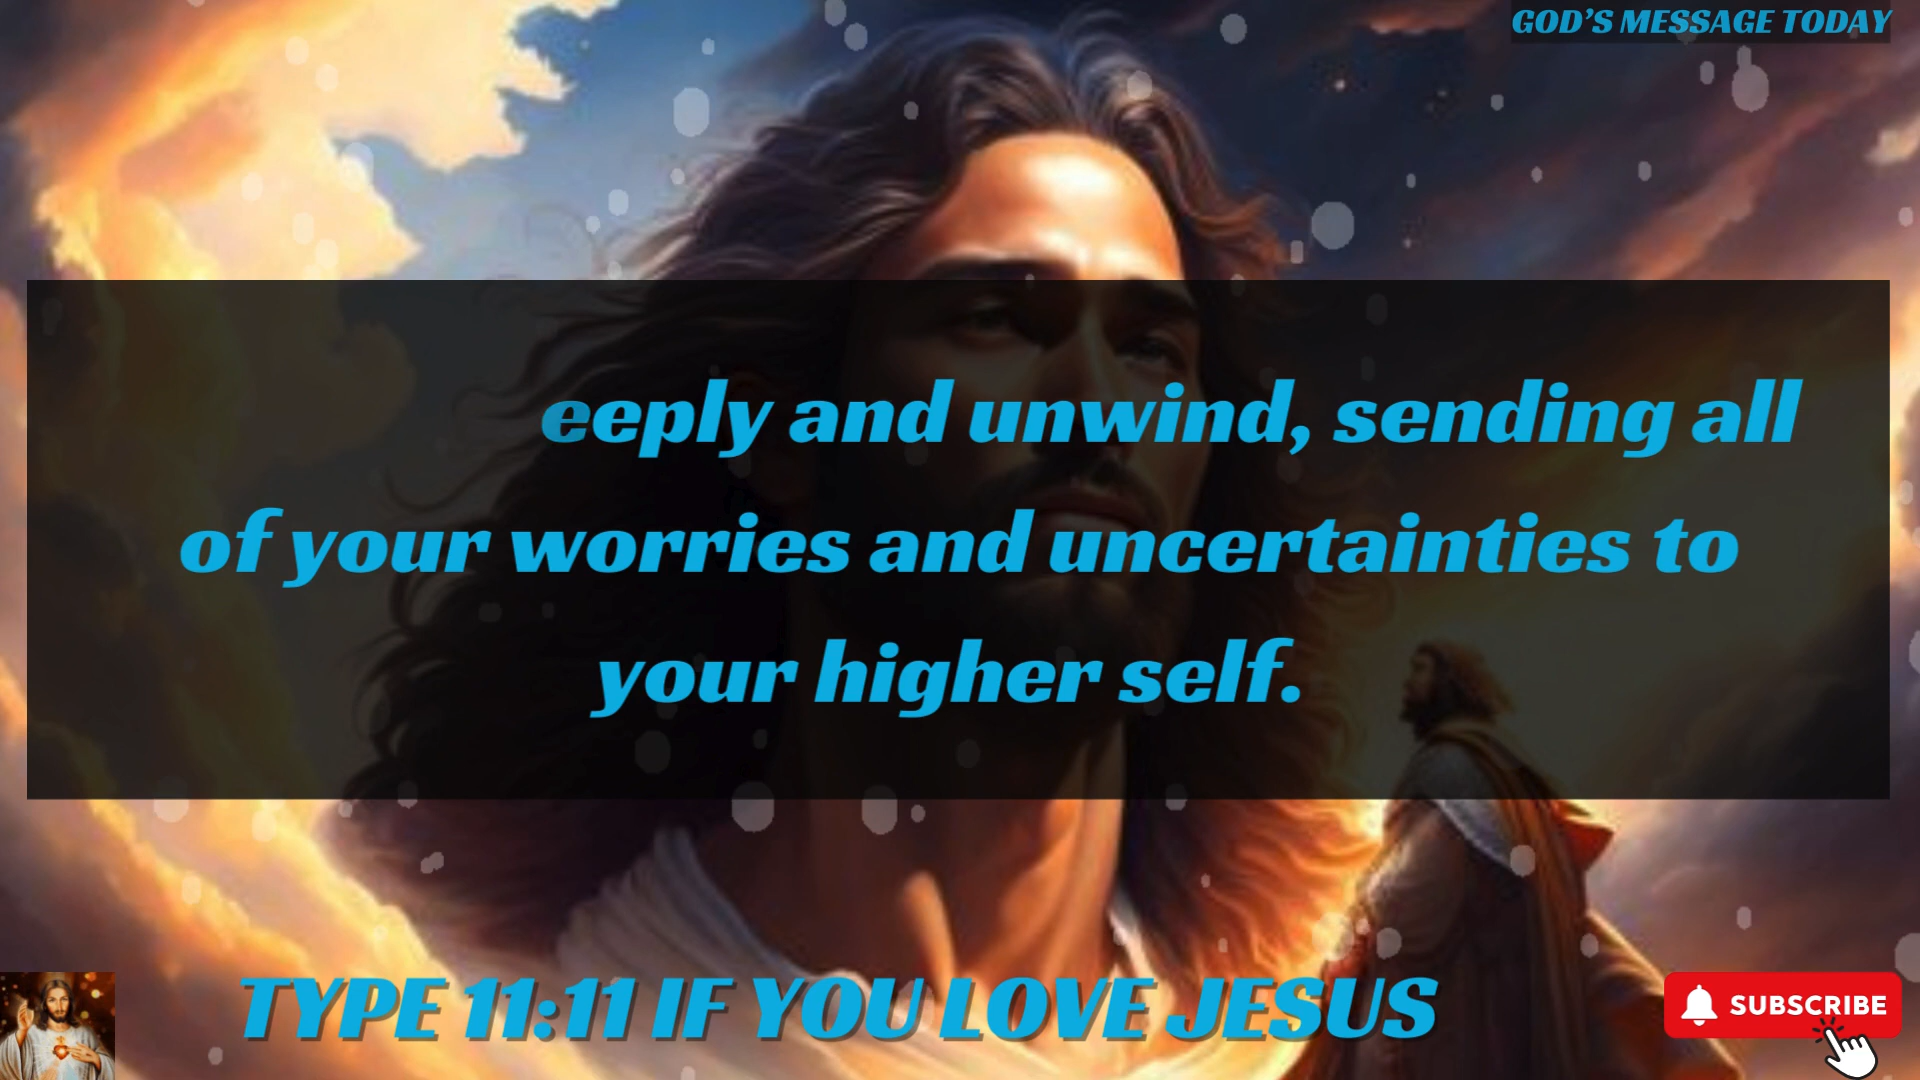 GOD'S MESSAGE TODAY
eeply and unwind, sending all
of your worries and uncertainties to
your higher self.
TYPE 11:11 IF YOU LOVE JESUS
SUBSCRIBE